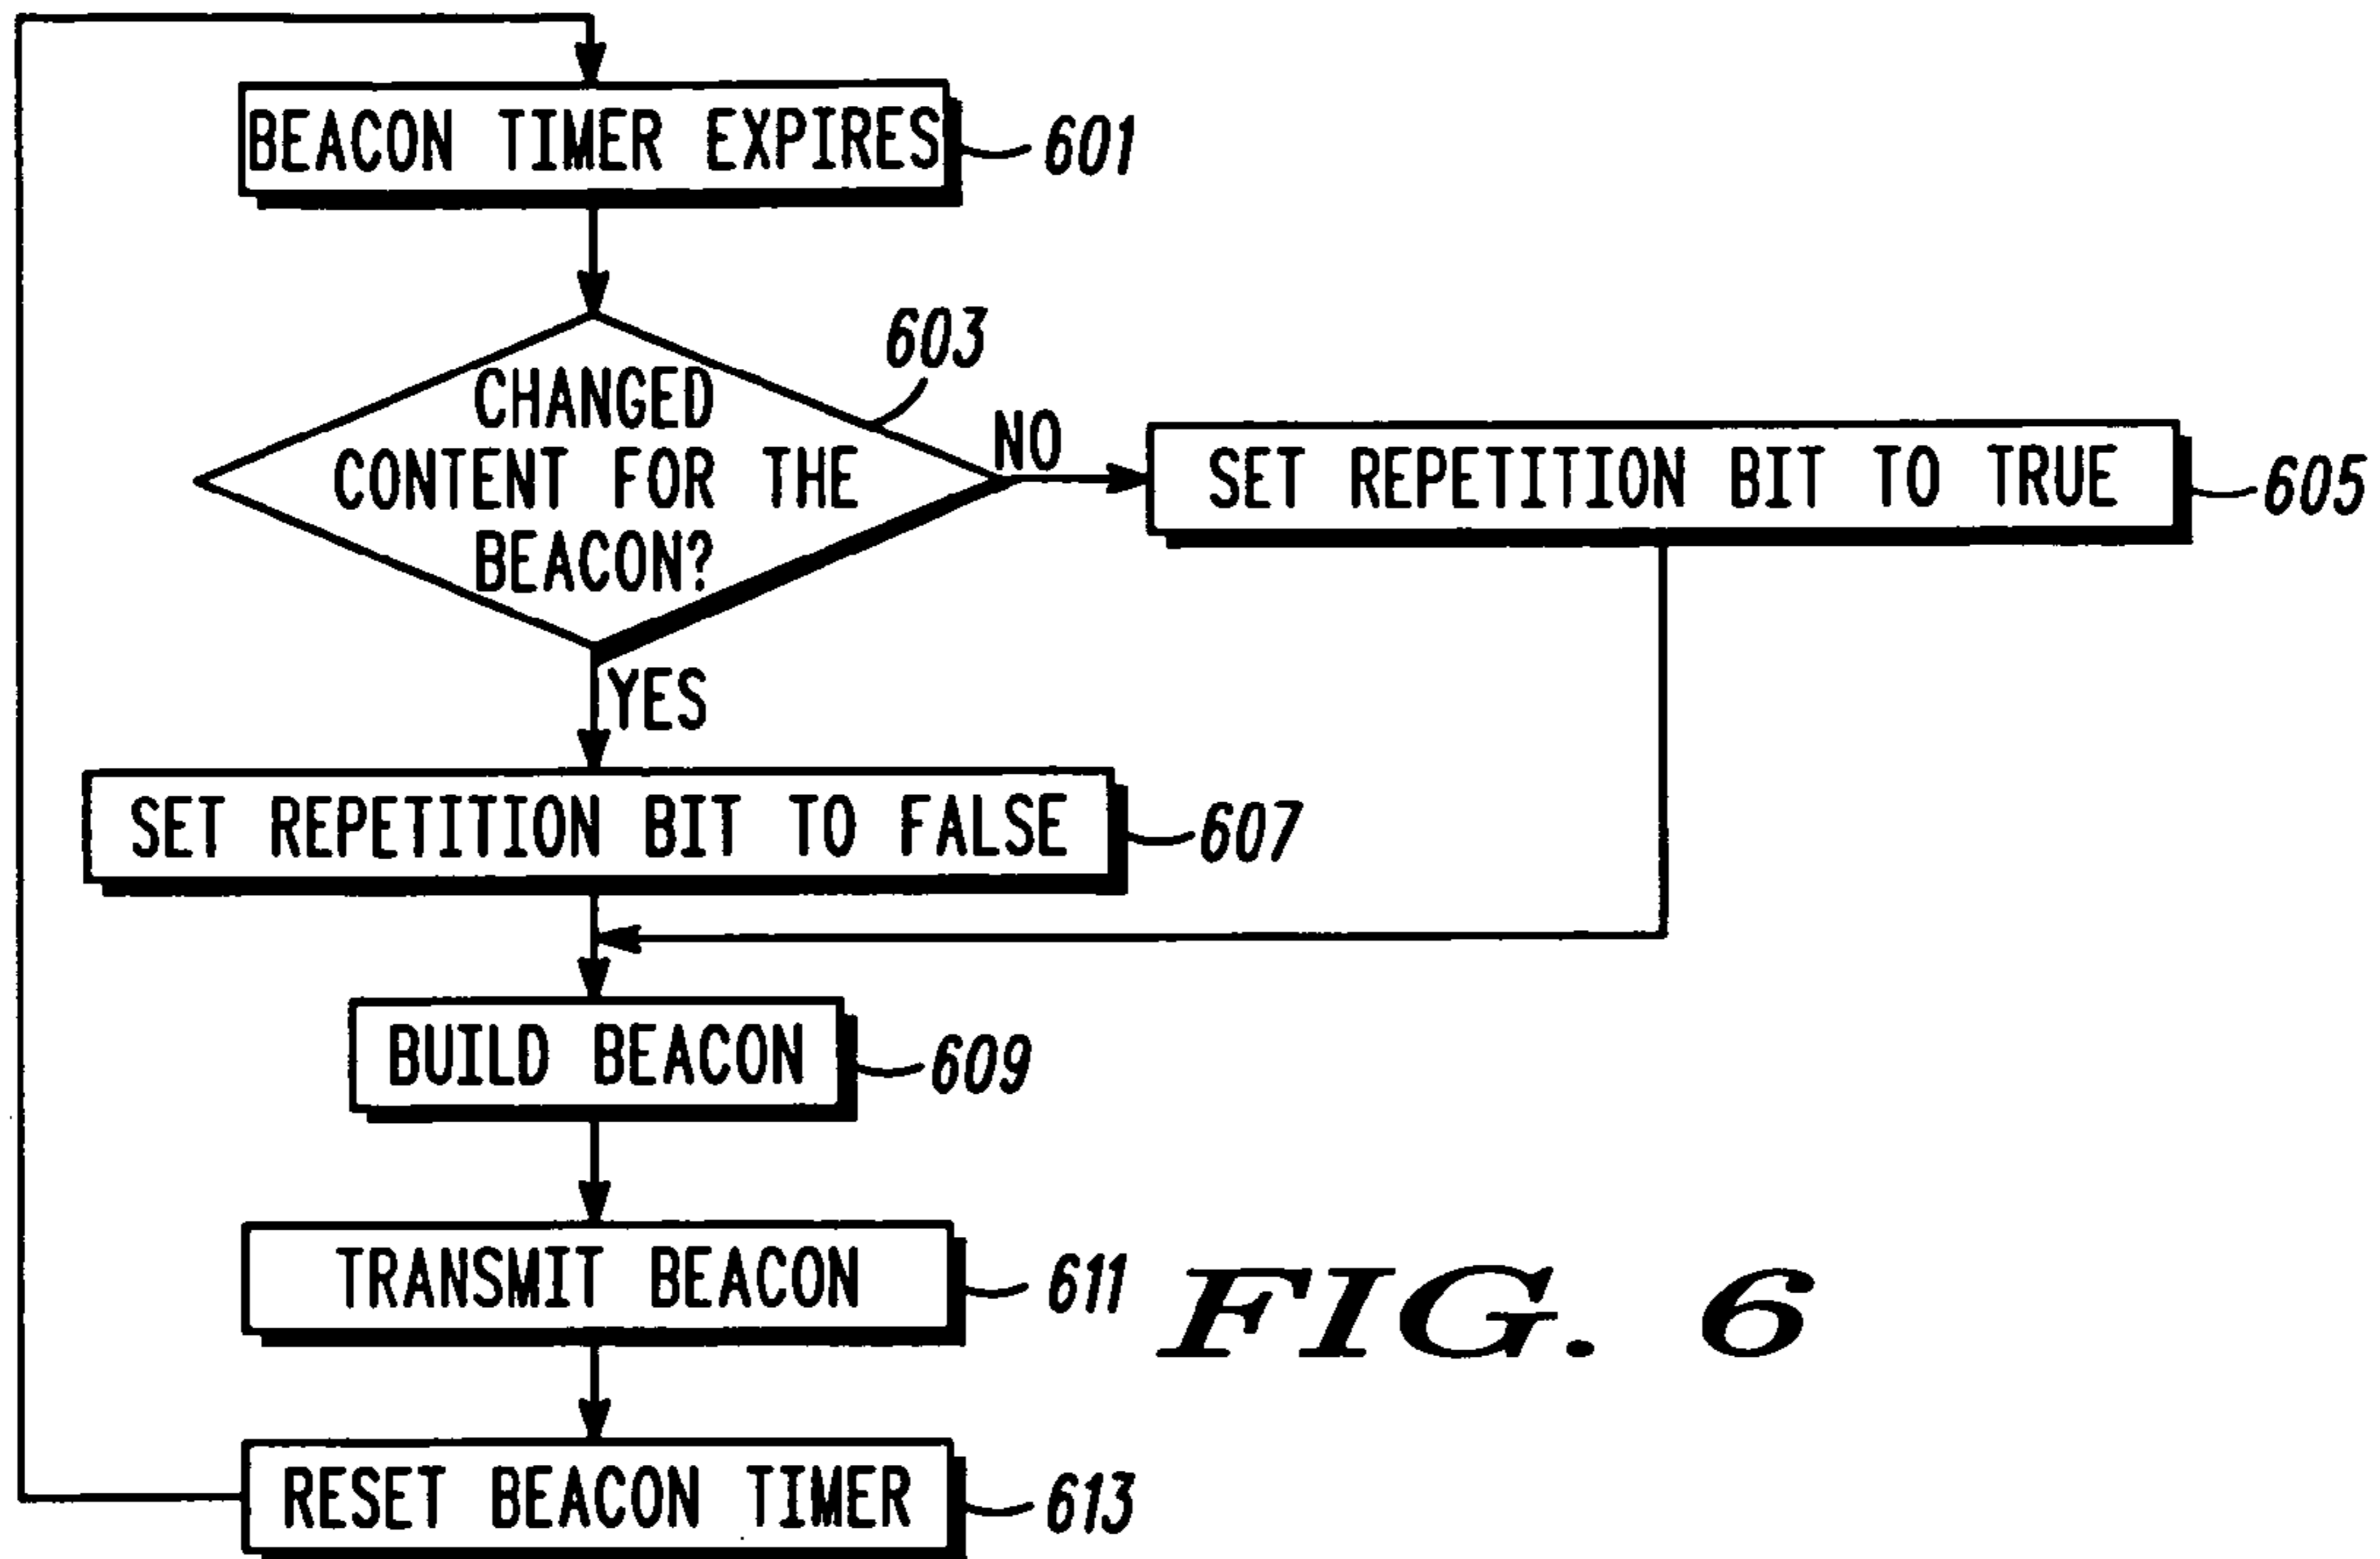 BEACON TIMER EXPIRES
601
603
CHANGED
CONTENT FOR THE
BEACON?
NO
SET REPETITION BIT TO TRUE
605
YES
SET REPETITION BIT TO FALSE
607
BUILD BEACON
609
TRANSMIT BEACON
611
FIG. 6
RESET BEACON TIMER
613